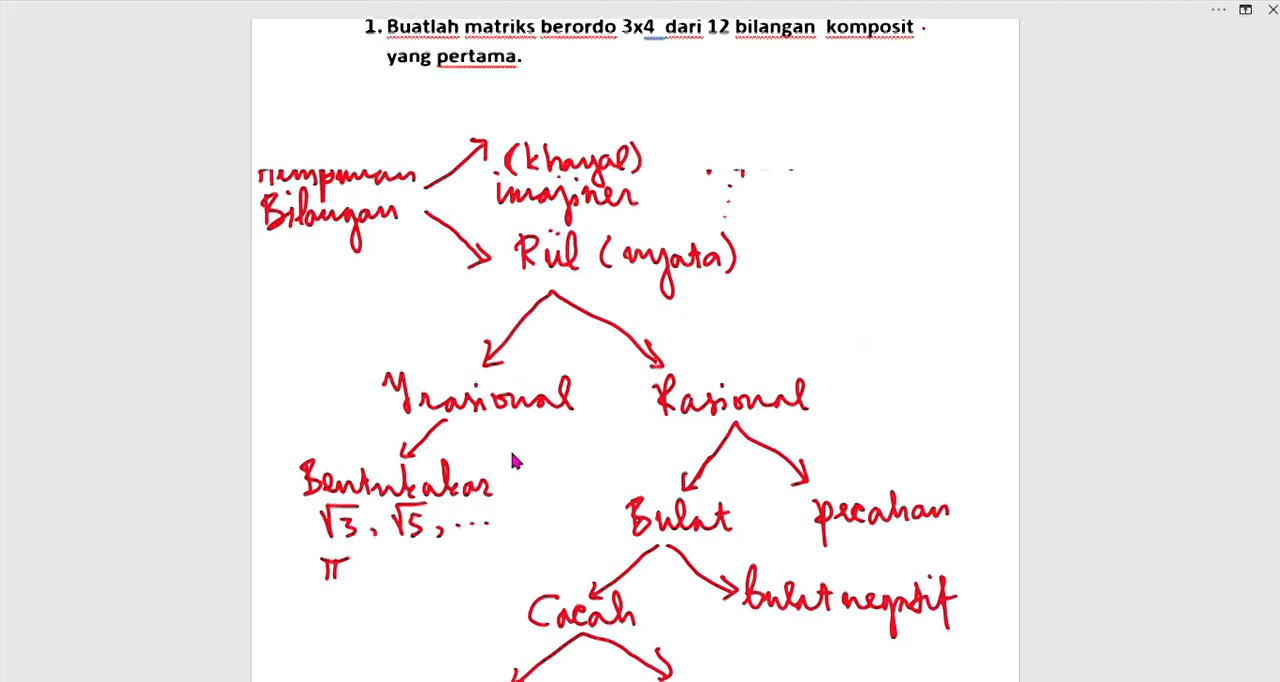 1. Buatlah matriks berordo 3x4 dari 12 bilangan komposit
yang pertama.
(khayal)
imajiner
Himpunan
Bilangan
Riil (nyata)
Irasional
Rasional
Bentuk akar
√3, √5, ...
π
Bulat
pecahan
Cacah
bulat negatif